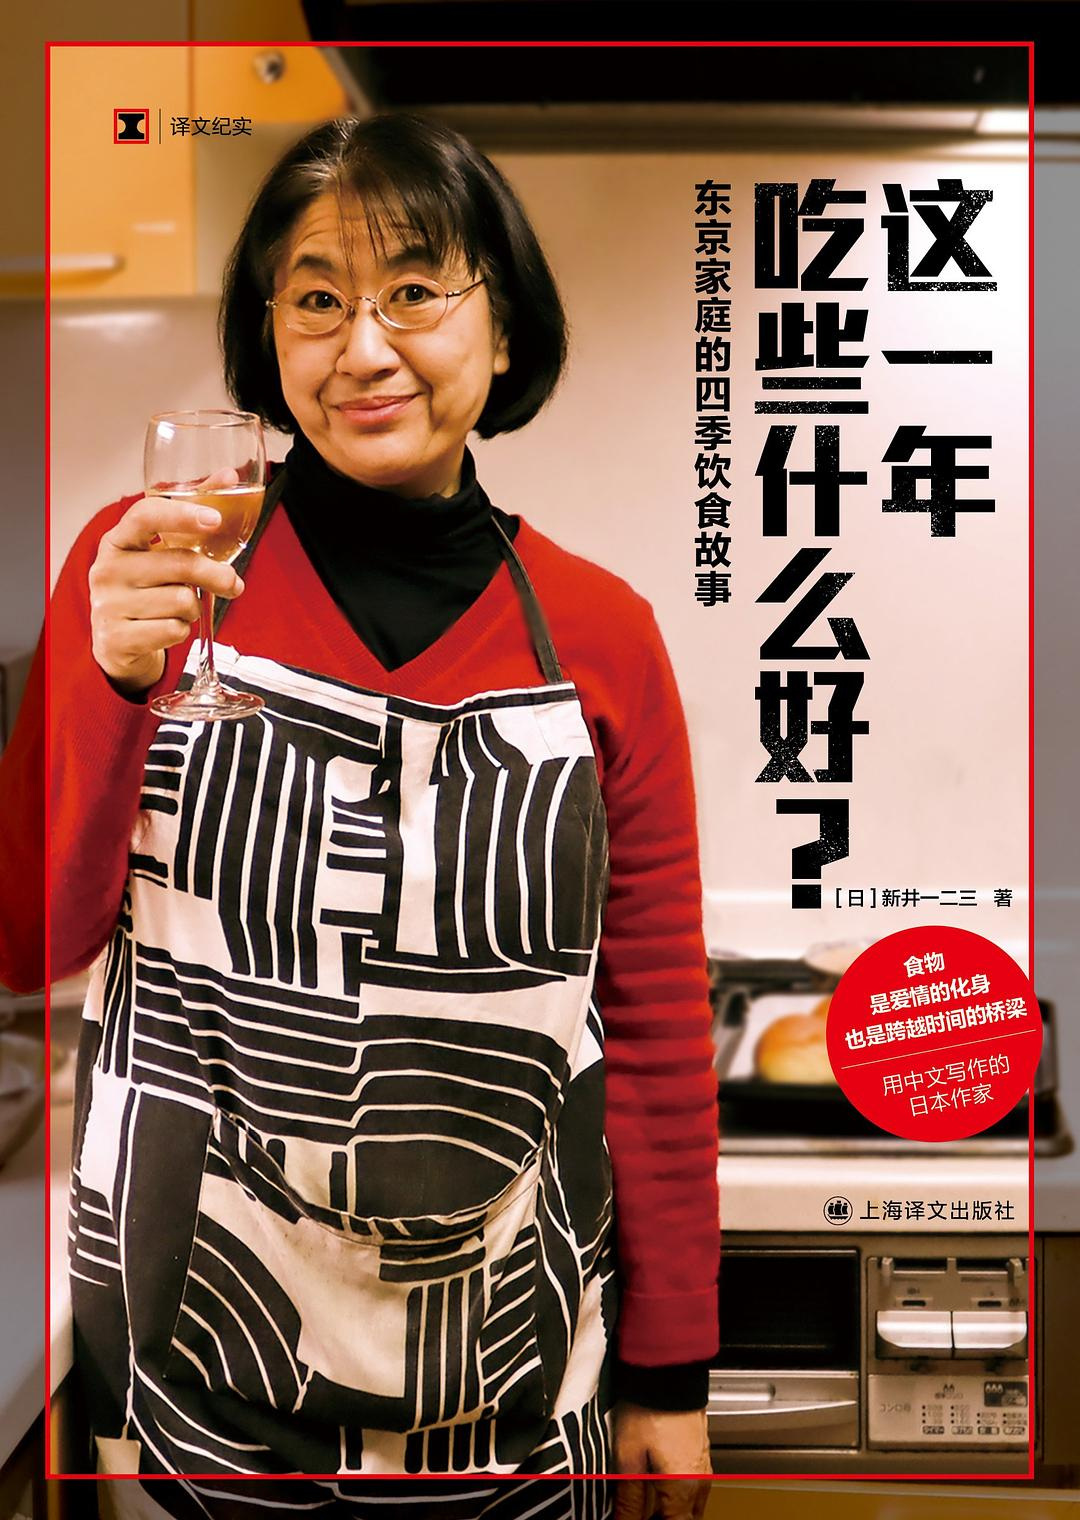 译文纪实
这一年
吃些什么好?
东京家庭的四季饮食故事
[日]新井一二三 著
食物
是爱情的化身
也是跨越时间的桥梁
用中文写作的
日本作家
上海译文出版社